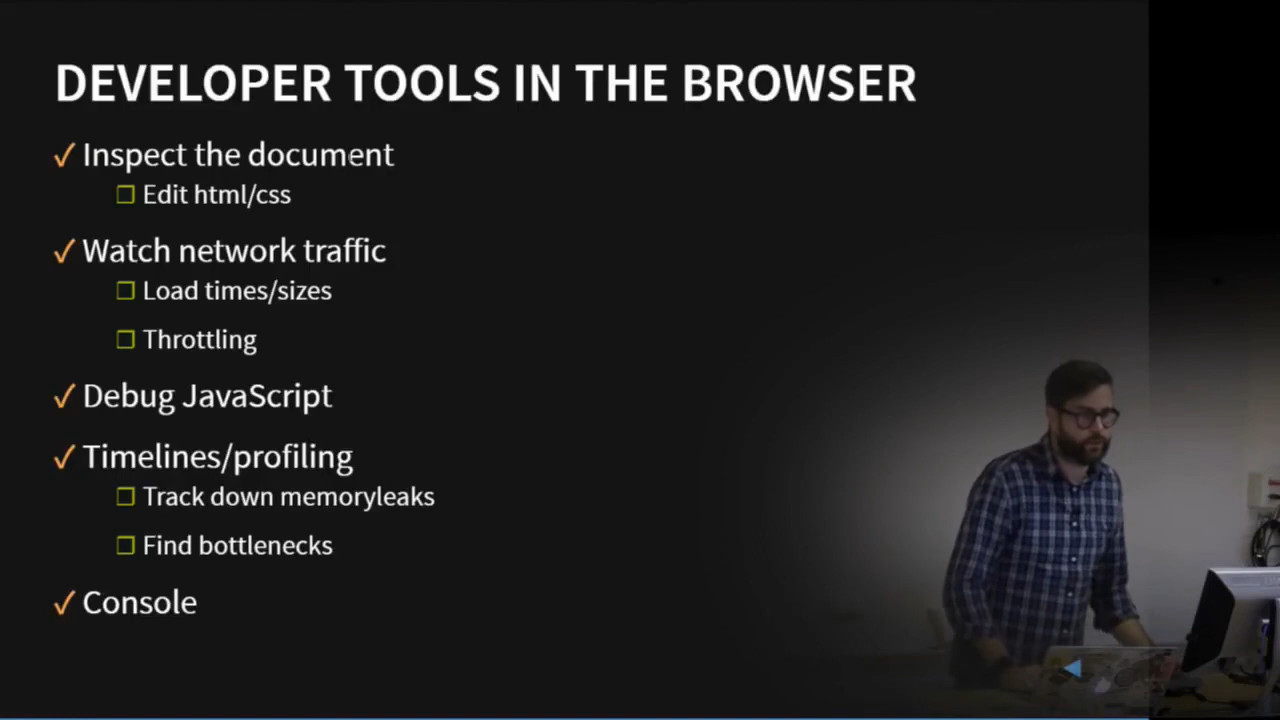 DEVELOPER TOOLS IN THE BROWSER
✓ Inspect the document
❐ Edit html/css
✓ Watch network traffic
❐ Load times/sizes
❐ Throttling
✓ Debug JavaScript
✓ Timelines/profiling
❐ Track down memoryleaks
❐ Find bottlenecks
✓ Console